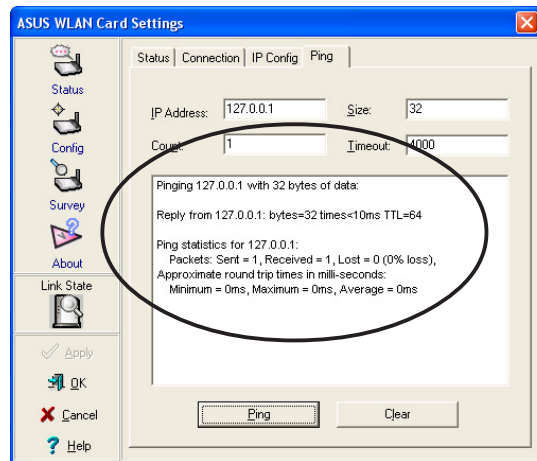 ASUS WLAN Card Settings
Status
Config
Survey
About
Link State
Apply
OK
Cancel
Help
Status
Connection
IP Config
Ping
IP Address: 127.0.0.1
Size: 32
Count: 1
Timeout: 4000
Pinging 127.0.0.1 with 32 bytes of data:
Reply from 127.0.0.1: bytes=32 times<10ms TTL=64
Ping statistics for 127.0.0.1:
Packets: Sent = 1, Received = 1, Lost = 0 (0% loss),
Approximate round trip times in milli-seconds:
Minimum = 0ms, Maximum = 0ms, Average = 0ms
Ping
Clear